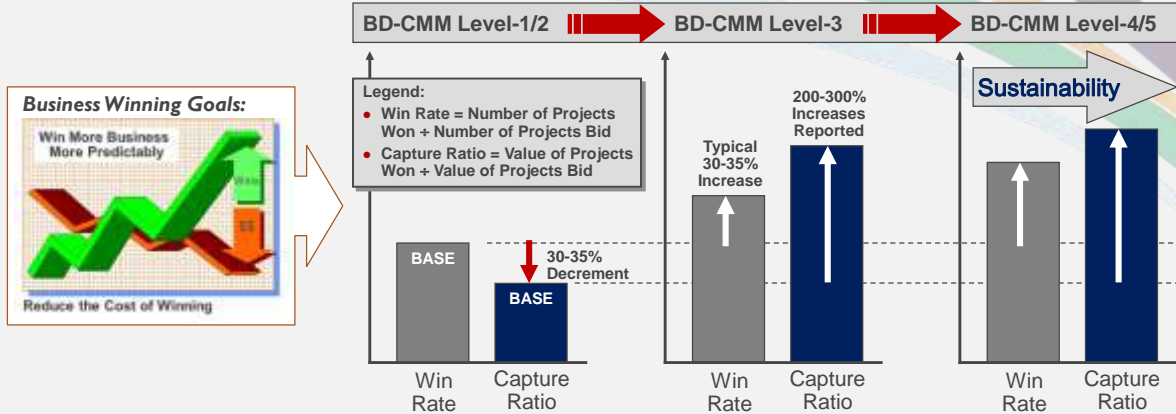 BD-CMM Level-1/2
BD-CMM Level-3
BD-CMM Level-4/5
Business Winning Goals:
Win More Business
More Predictably
Wins
$$
Reduce the Cost of Winning
Legend:
• Win Rate = Number of Projects
Won ÷ Number of Projects Bid
• Capture Ratio = Value of Projects
Won ÷ Value of Projects Bid
BASE
30-35%
Decrement
BASE
Win
Rate
Capture
Ratio
Typical
30-35%
Increase
200-300%
Increases
Reported
Win
Rate
Capture
Ratio
Sustainability
Win
Rate
Capture
Ratio